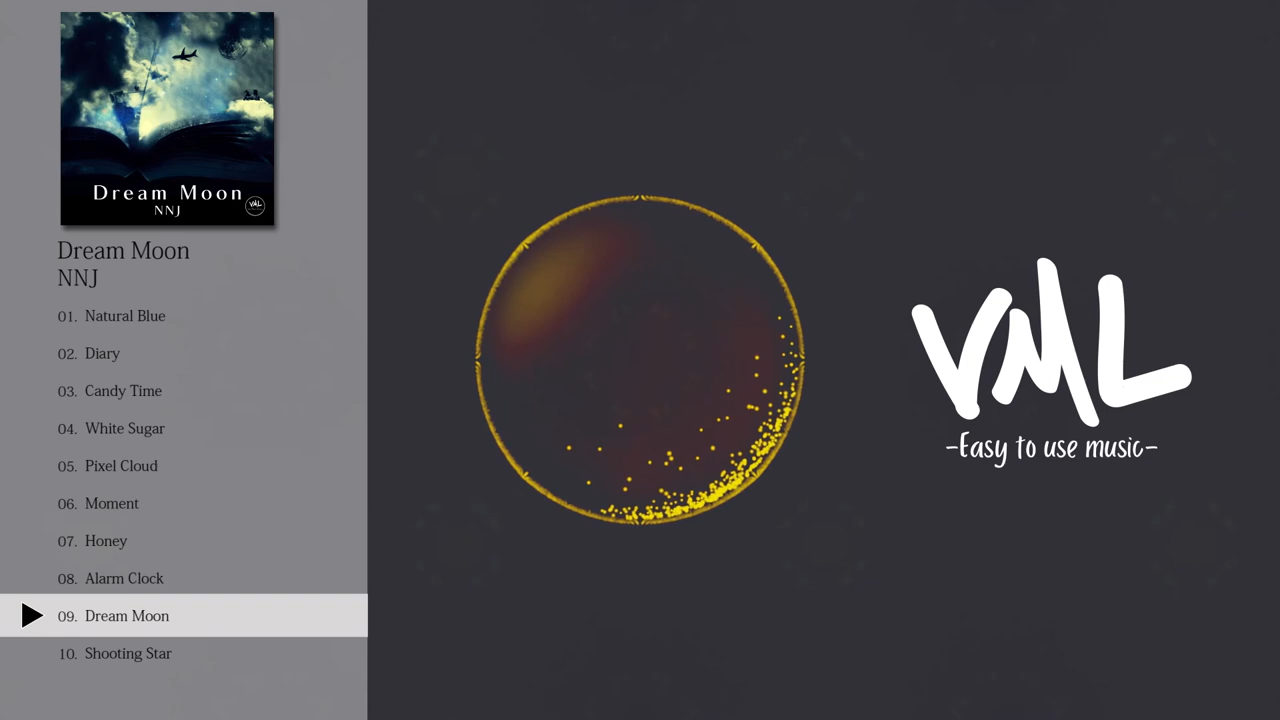 Dream Moon
NNJ
VML
Dream Moon
NNJ
01. Natural Blue
02. Diary
03. Candy Time
04. White Sugar
05. Pixel Cloud
06. Moment
07. Honey
08. Alarm Clock
09. Dream Moon
10. Shooting Star
VML
-Easy to use music-